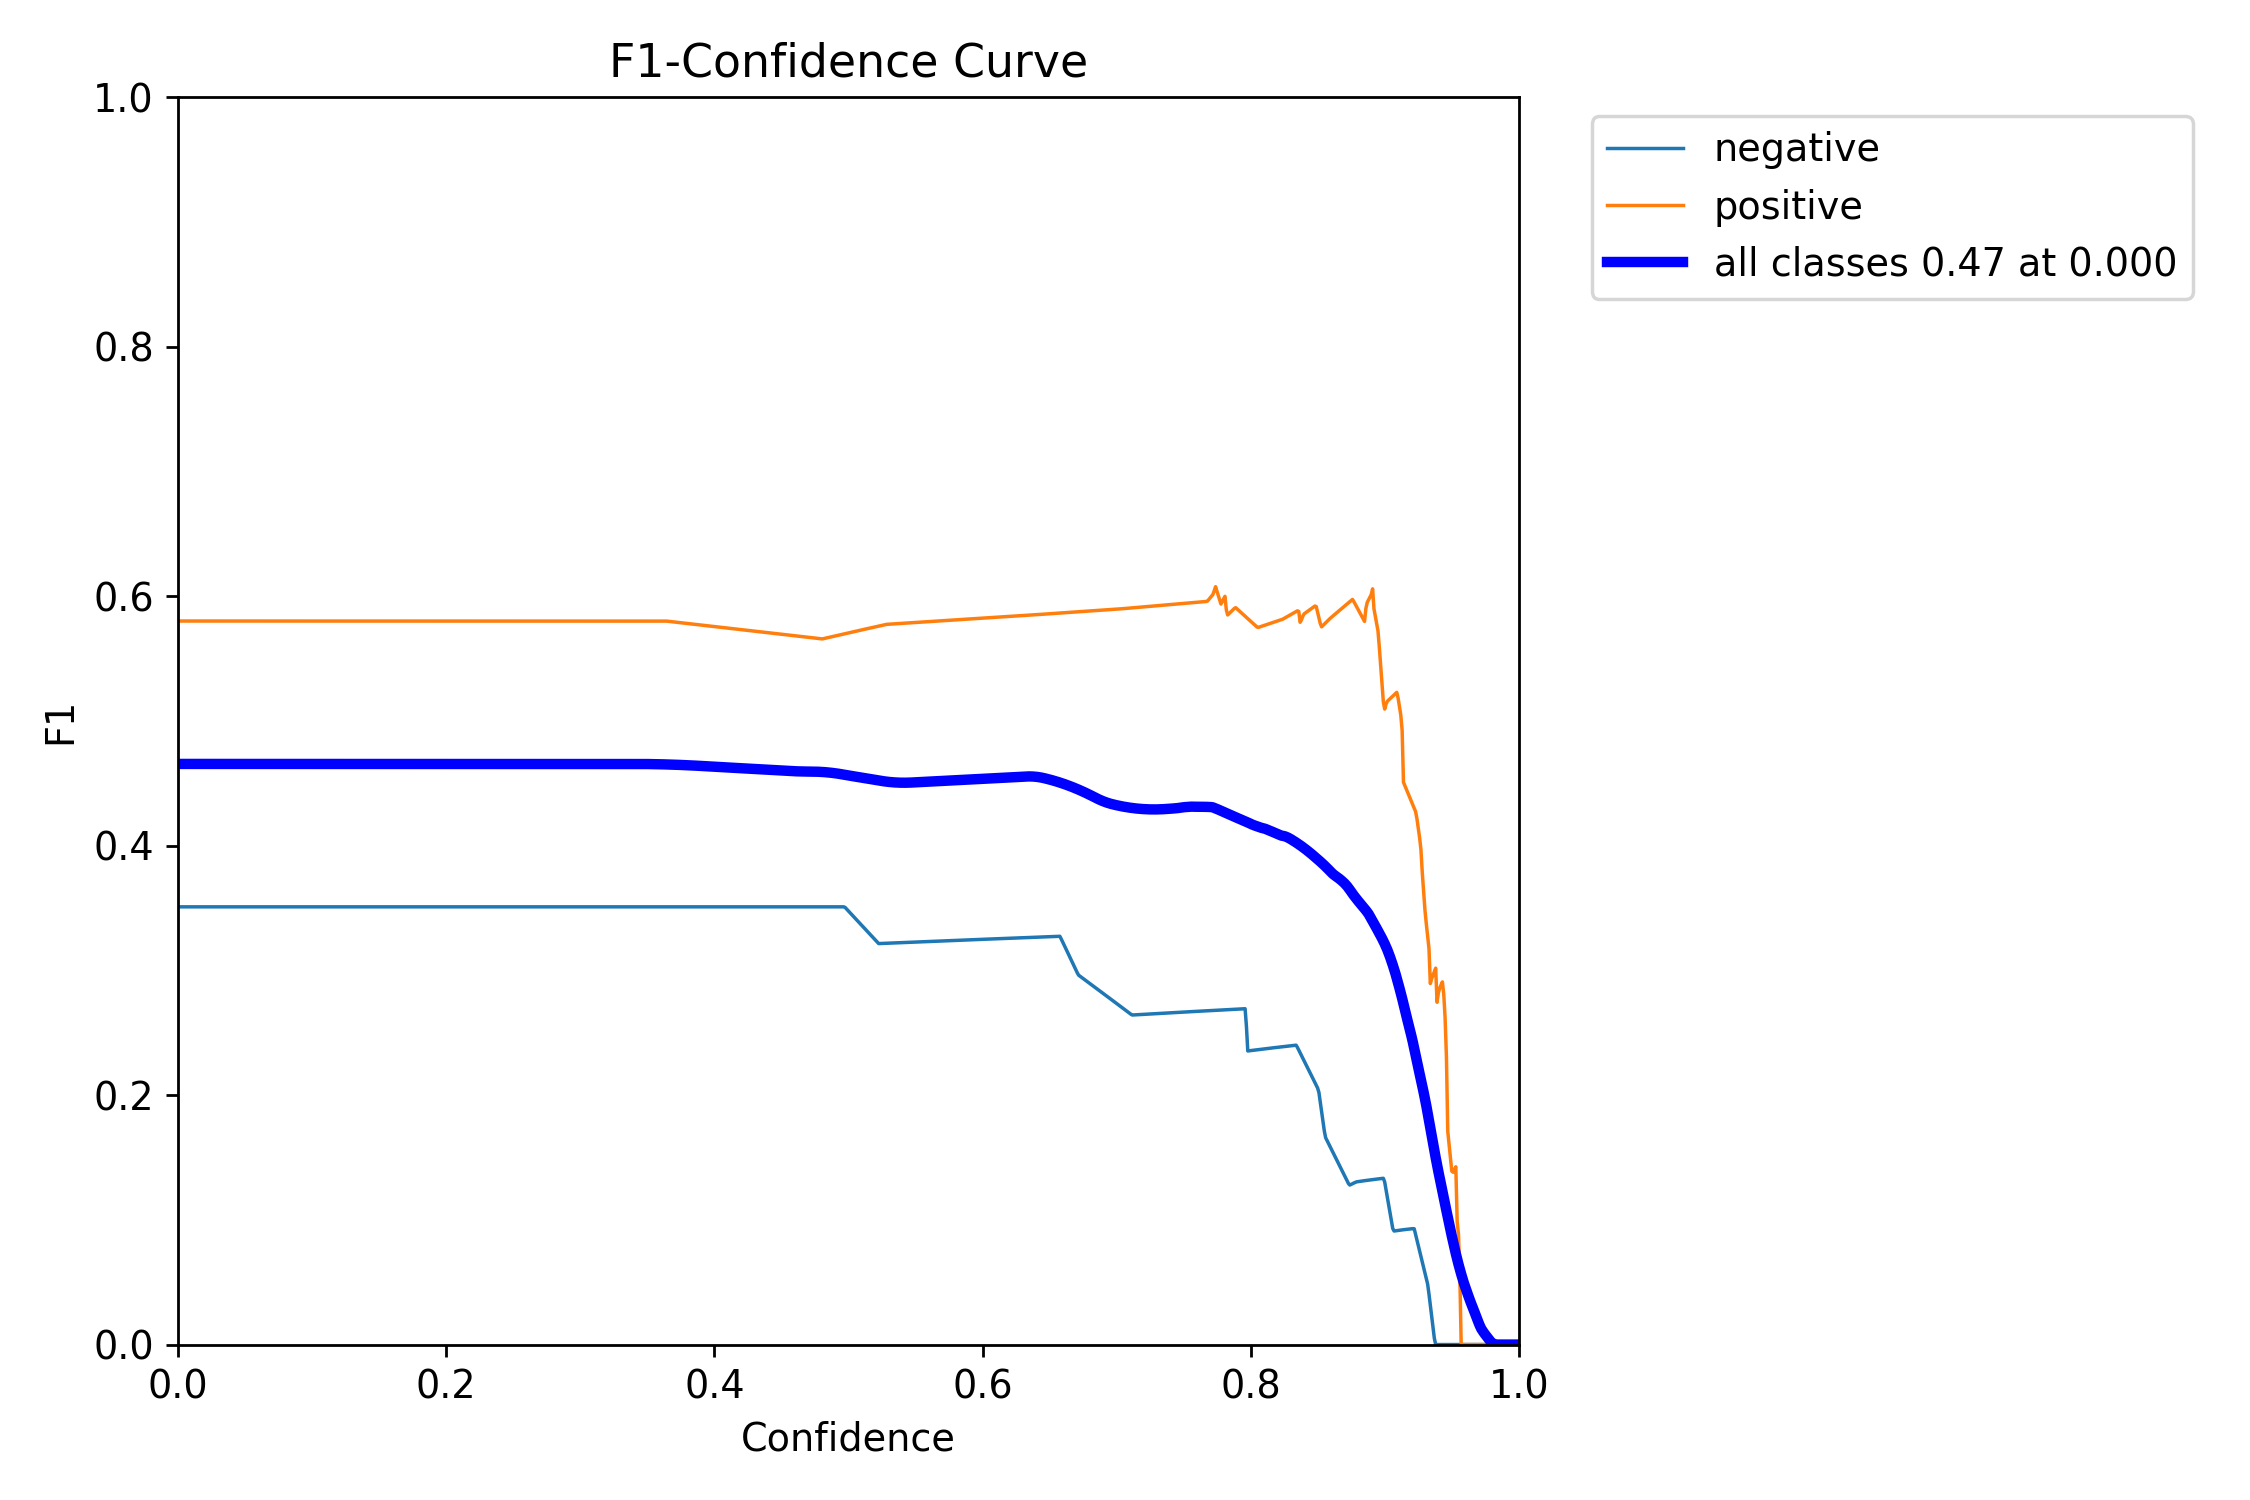 F1-Confidence Curve
1.0
0.8
0.6
0.4
0.2
0.0
F1
0.0 0.2 0.4 0.6 0.8 1.0
Confidence
negative
positive
all classes 0.47 at 0.000